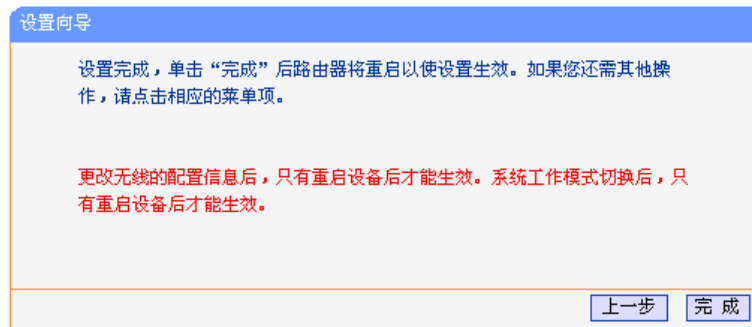 设置向导
设置完成，单击“完成”后路由器将重启以使设置生效。如果您还需其他操
作，请点击相应的菜单项。
更改无线的配置信息后，只有重启设备后才能生效。系统工作模式切换后，只
有重启设备后才能生效。
上一步 完 成